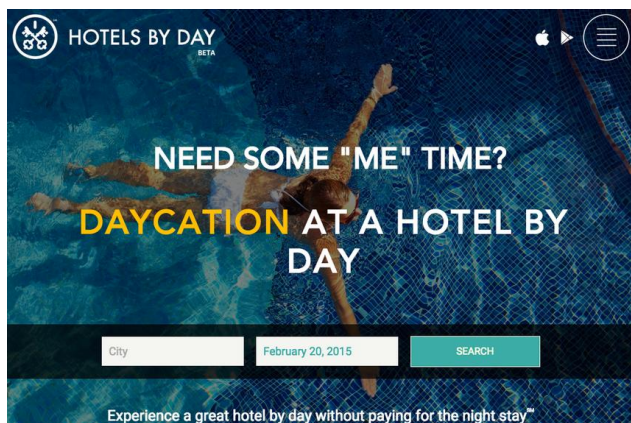 HOTELS BY DAY
BETA
NEED SOME "ME" TIME?
DAYCATION AT A HOTEL BY
DAY
City
February 20, 2015
SEARCH
Experience a great hotel by day without paying for the night stay℠